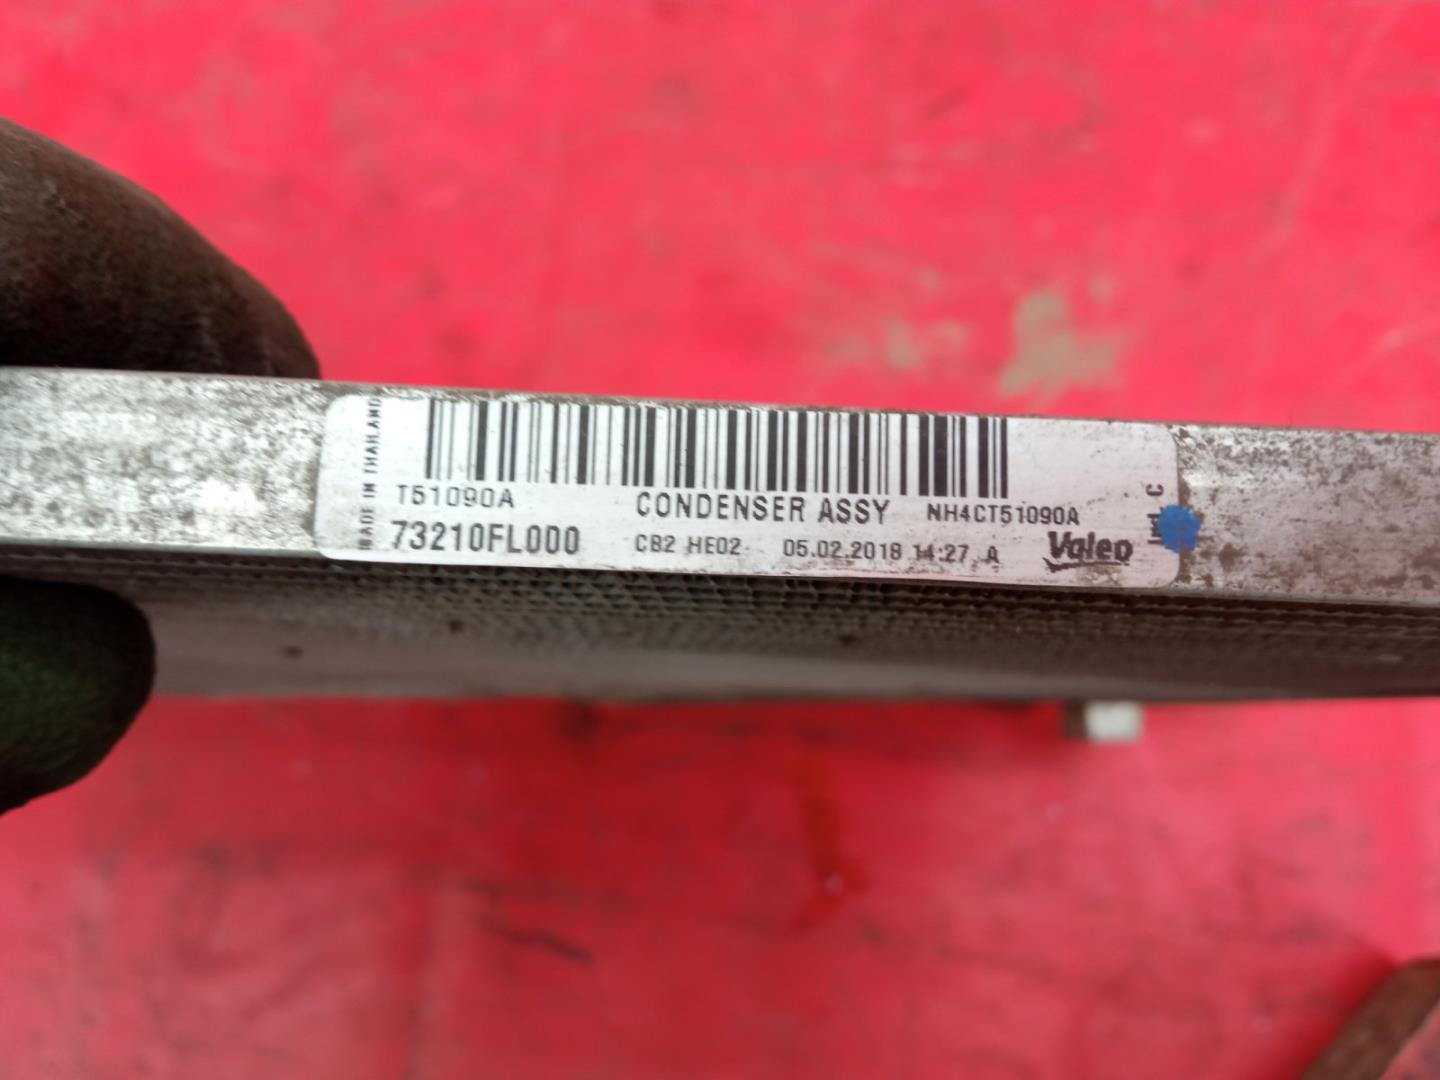 MADE IN THAILAND
T51090A CONDENSER ASSY NH4CT51090A
73210FL000 CB2 HE02 05.02.2018 14:27 A Valeo
C